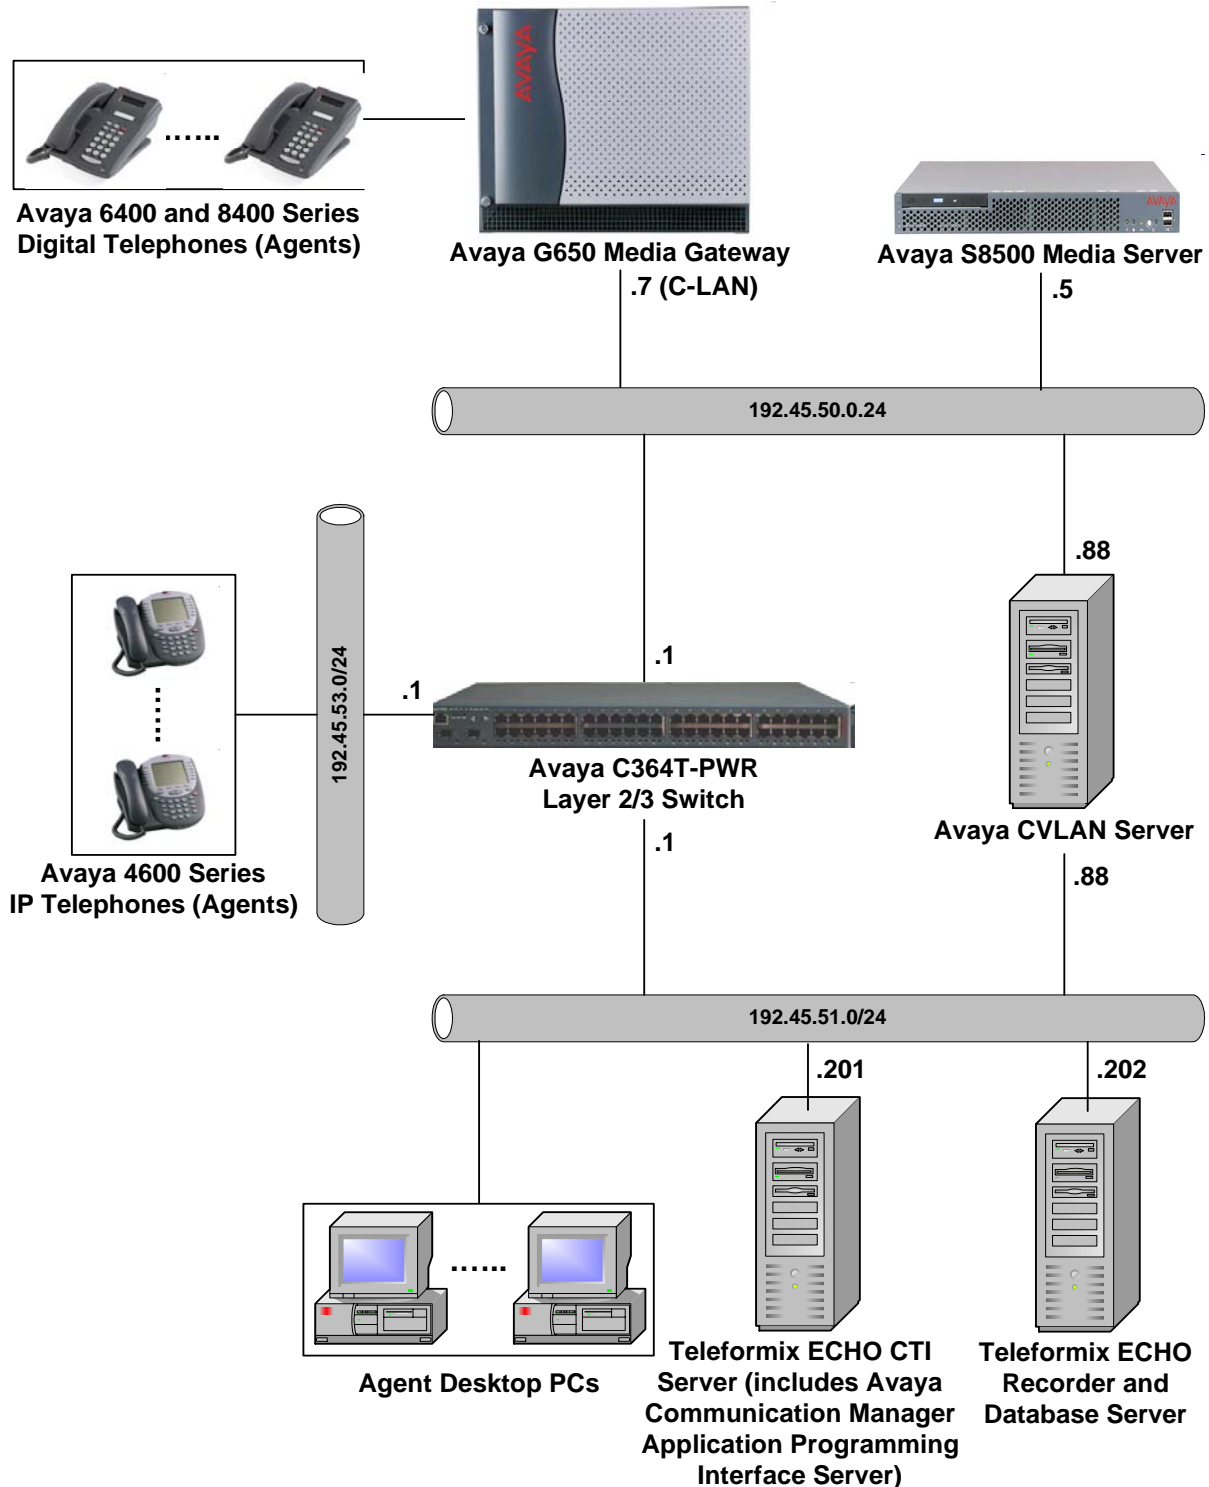 AVAYA
......
Avaya 6400 and 8400 Series
Digital Telephones (Agents)
Avaya G650 Media Gateway
.7 (C-LAN)
AVAYA
Avaya S8500 Media Server
.5
192.45.50.0.24
.88
192.45.53.0/24
.1
.1
......
Avaya C364T-PWR
Layer 2/3 Switch
.1
Avaya CVLAN Server
.88
Avaya 4600 Series
IP Telephones (Agents)
192.45.51.0/24
.201
.202
......
Agent Desktop PCs
Teleformix ECHO CTI
Server (includes Avaya
Communication Manager
Application Programming
Interface Server)
Teleformix ECHO
Recorder and
Database Server